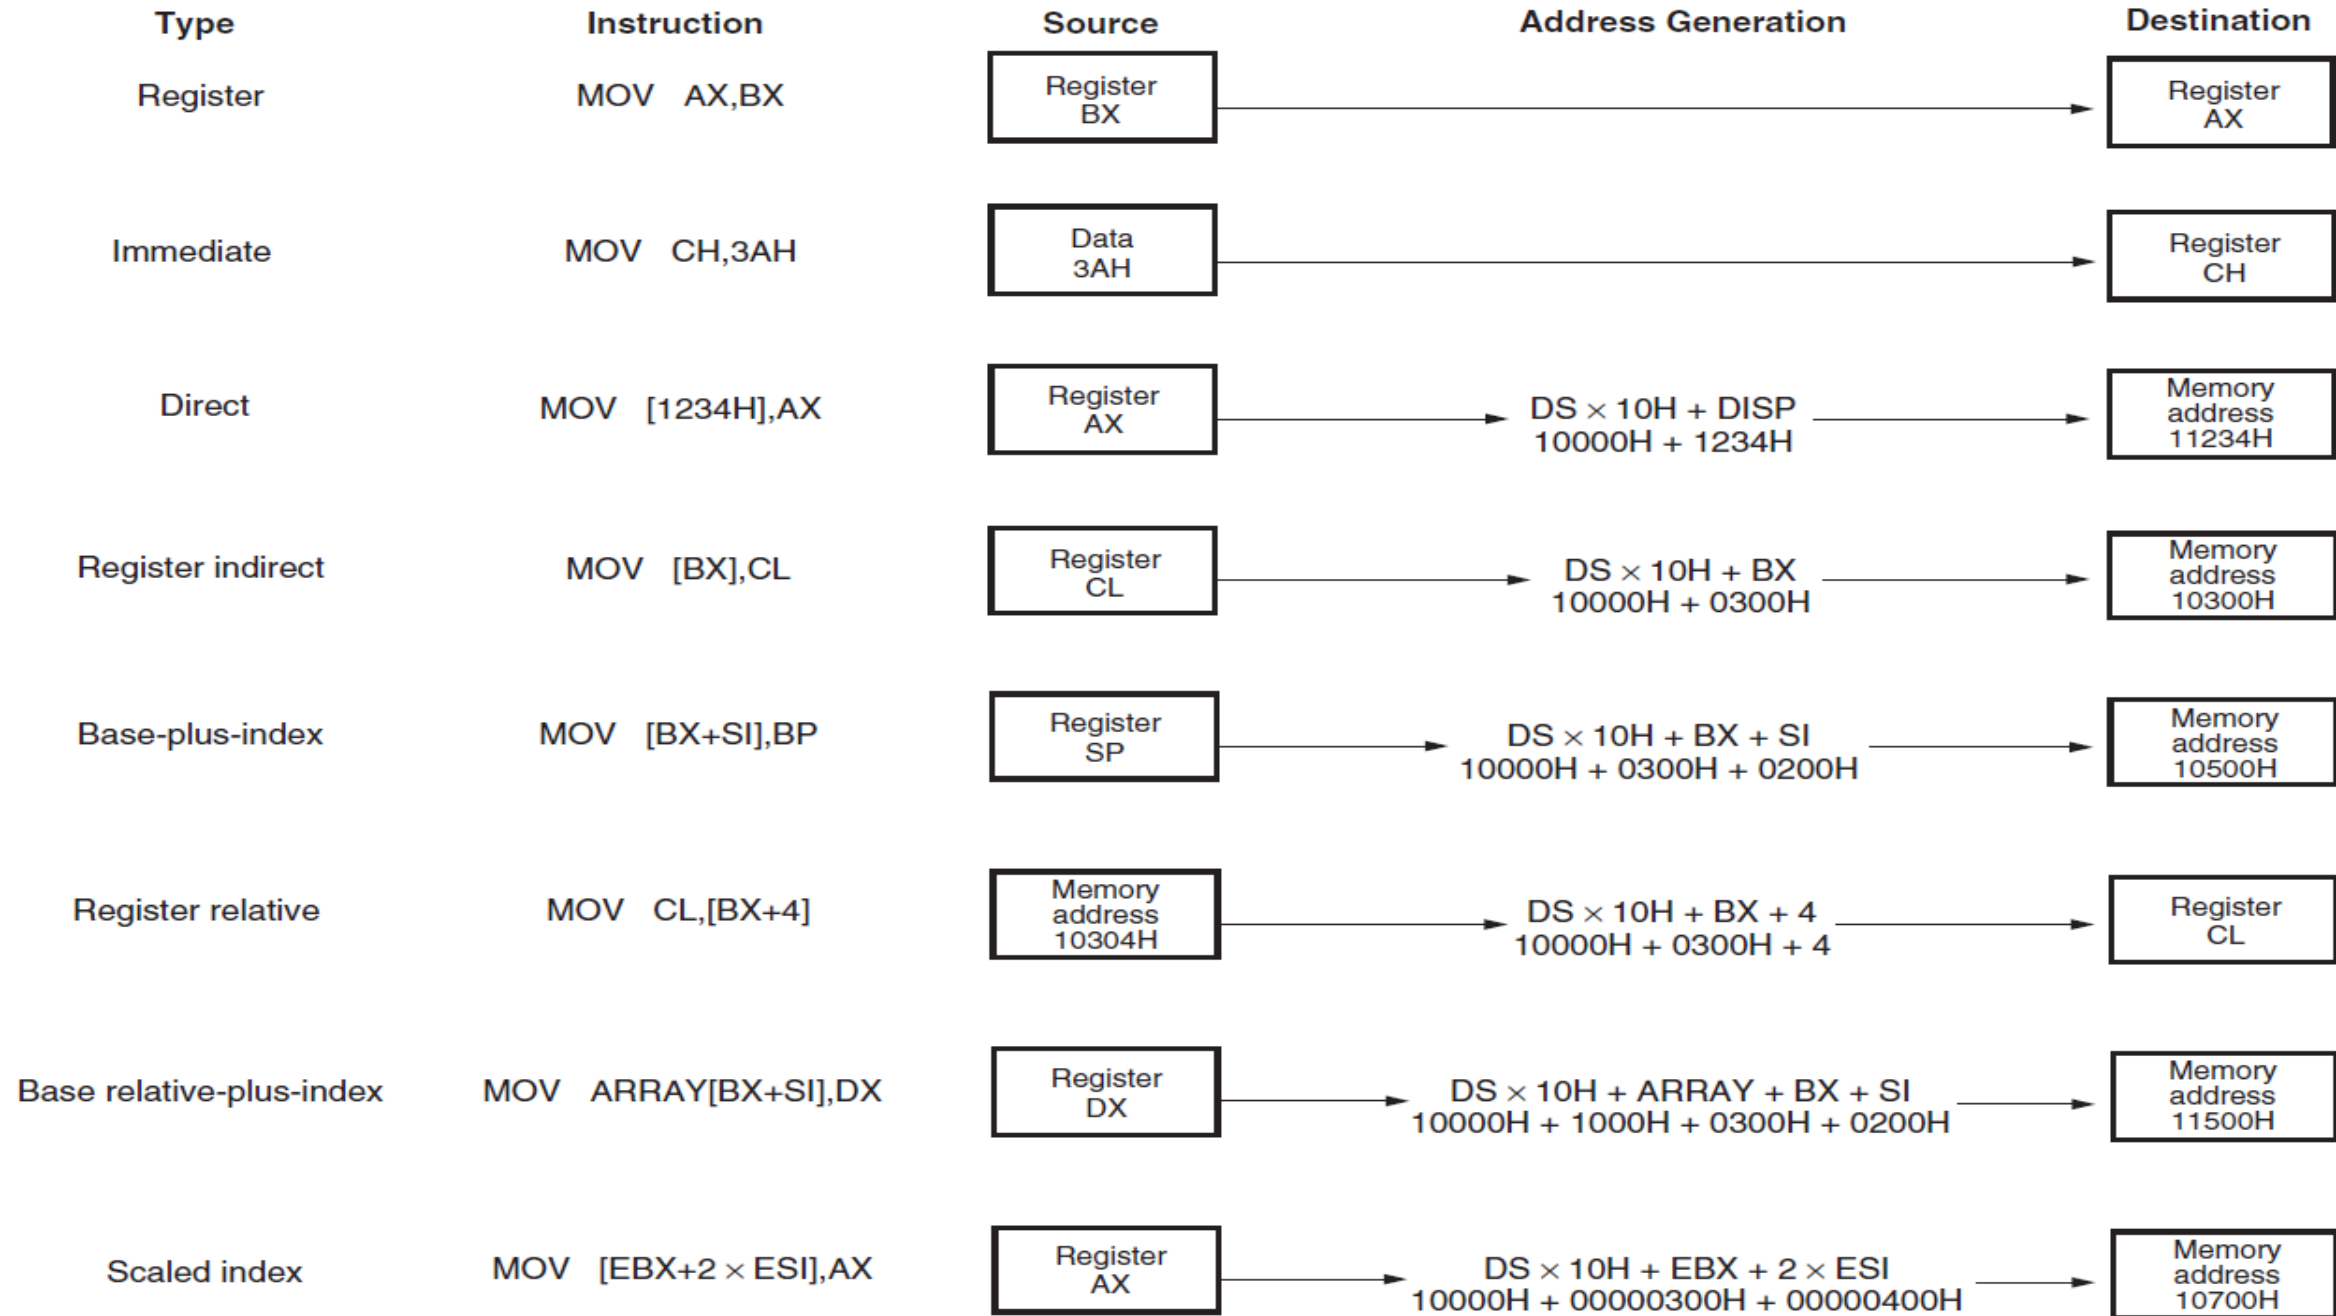 Type Instruction Source Address Generation Destination
Register MOV AX,BX Register
BX Register
AX
Immediate MOV CH,3AH Data
3AH Register
CH
Direct MOV [1234H],AX Register
AX DS × 10H + DISP
10000H + 1234H Memory
address
11234H
Register indirect MOV [BX],CL Register
CL DS × 10H + BX
10000H + 0300H Memory
address
10300H
Base-plus-index MOV [BX+SI],BP Register
SP DS × 10H + BX + SI
10000H + 0300H + 0200H Memory
address
10500H
Register relative MOV CL,[BX+4] Memory
address
10304H DS × 10H + BX + 4
10000H + 0300H + 4 Register
CL
Base relative-plus-index MOV ARRAY[BX+SI],DX Register
DX DS × 10H + ARRAY + BX + SI
10000H + 1000H + 0300H + 0200H Memory
address
11500H
Scaled index MOV [EBX+2 × ESI],AX Register
AX DS × 10H + EBX + 2 × ESI
10000H + 00000300H + 00000400H Memory
address
10700H